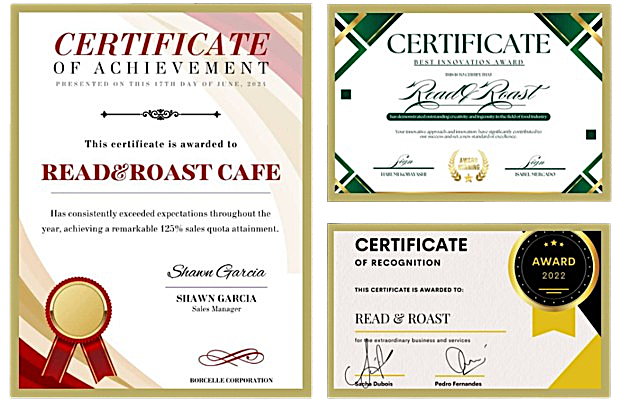 CERTIFICATE
OF ACHIEVEMENT
PRESENTED ON THIS 17TH DAY OF JUNE, 2023
This certificate is awarded to
READ&ROAST CAFE
Has consistently exceeded expectations throughout the
year, achieving a remarkable 125% sales quota attainment.
Shawn Garcia
SHAWN GARCIA
Sales Manager
BORCELLE CORPORATION
CERTIFICATE
BEST INNOVATION AWARD
THIS IS TO CERTIFY THAT
Read&Roast
has demonstrated outstanding creativity and ingenuity in the field of food industry
Your innovative approach and innovators have significantly contributed to
our success and set a new standard of excellence.
Sign
HARUMI KOBAYASHI
AWARD
WINNING
Sign
ISABEL MERCADO
CERTIFICATE
OF RECOGNITION
THIS CERTIFICATE IS AWARDED TO:
READ & ROAST
for the extraordinary business and services
Sacha Dubois
Pedro Fernandes
AWARD
2022